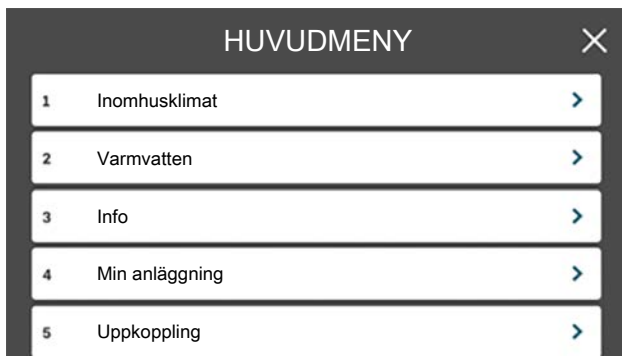 HUVUDMENY
1 Inomhusklimat
2 Varmvatten
3 Info
4 Min anläggning
5 Uppkoppling